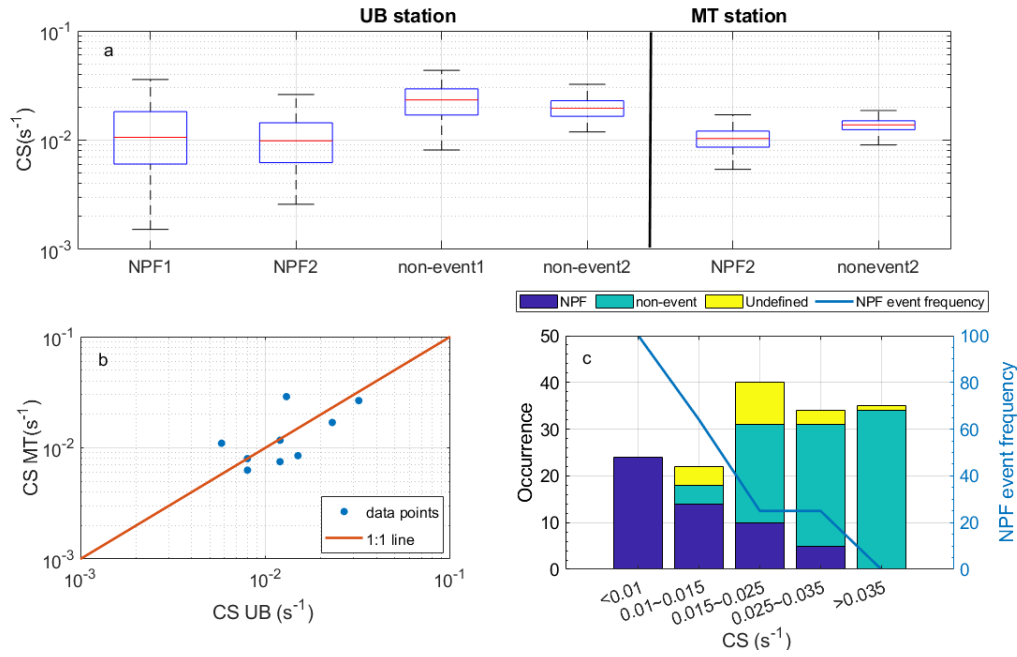 UB station MT station
a
10^-1
10^-2
10^-3
CS(s^-1)
NPF1 NPF2 non-event1 non-event2 NPF2 nonevent2
b
10^-1
10^-2
10^-3
CS MT(s^-1)
data points
1:1 line
10^-3 10^-2 10^-1
CS UB (s^-1)
NPF non-event Undefined NPF event frequency
c
50 100
40 80
30 60
20 40
10 20
0 0
Occurrence
NPF event frequency
<0.01 0.01~0.015 0.015~0.025 0.025~0.035 >0.035
CS (s^-1)